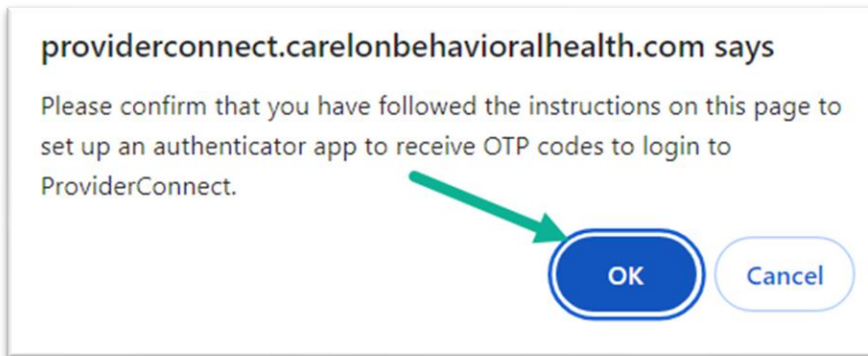 providerconnect.carelonbehavioralhealth.com says
Please confirm that you have followed the instructions on this page to
set up an authenticator app to receive OTP codes to login to
ProviderConnect.
OK Cancel